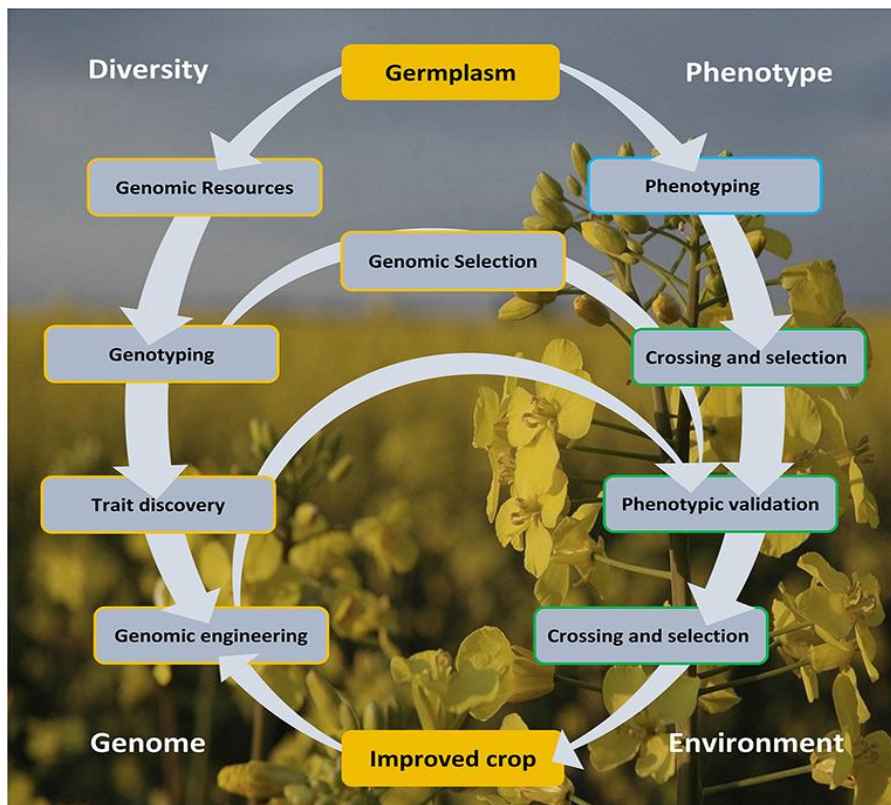 Diversity
Germplasm
Phenotype
Genomic Resources
Phenotyping
Genomic Selection
Genotyping
Crossing and selection
Trait discovery
Phenotypic validation
Genomic engineering
Crossing and selection
Genome
Improved crop
Environment